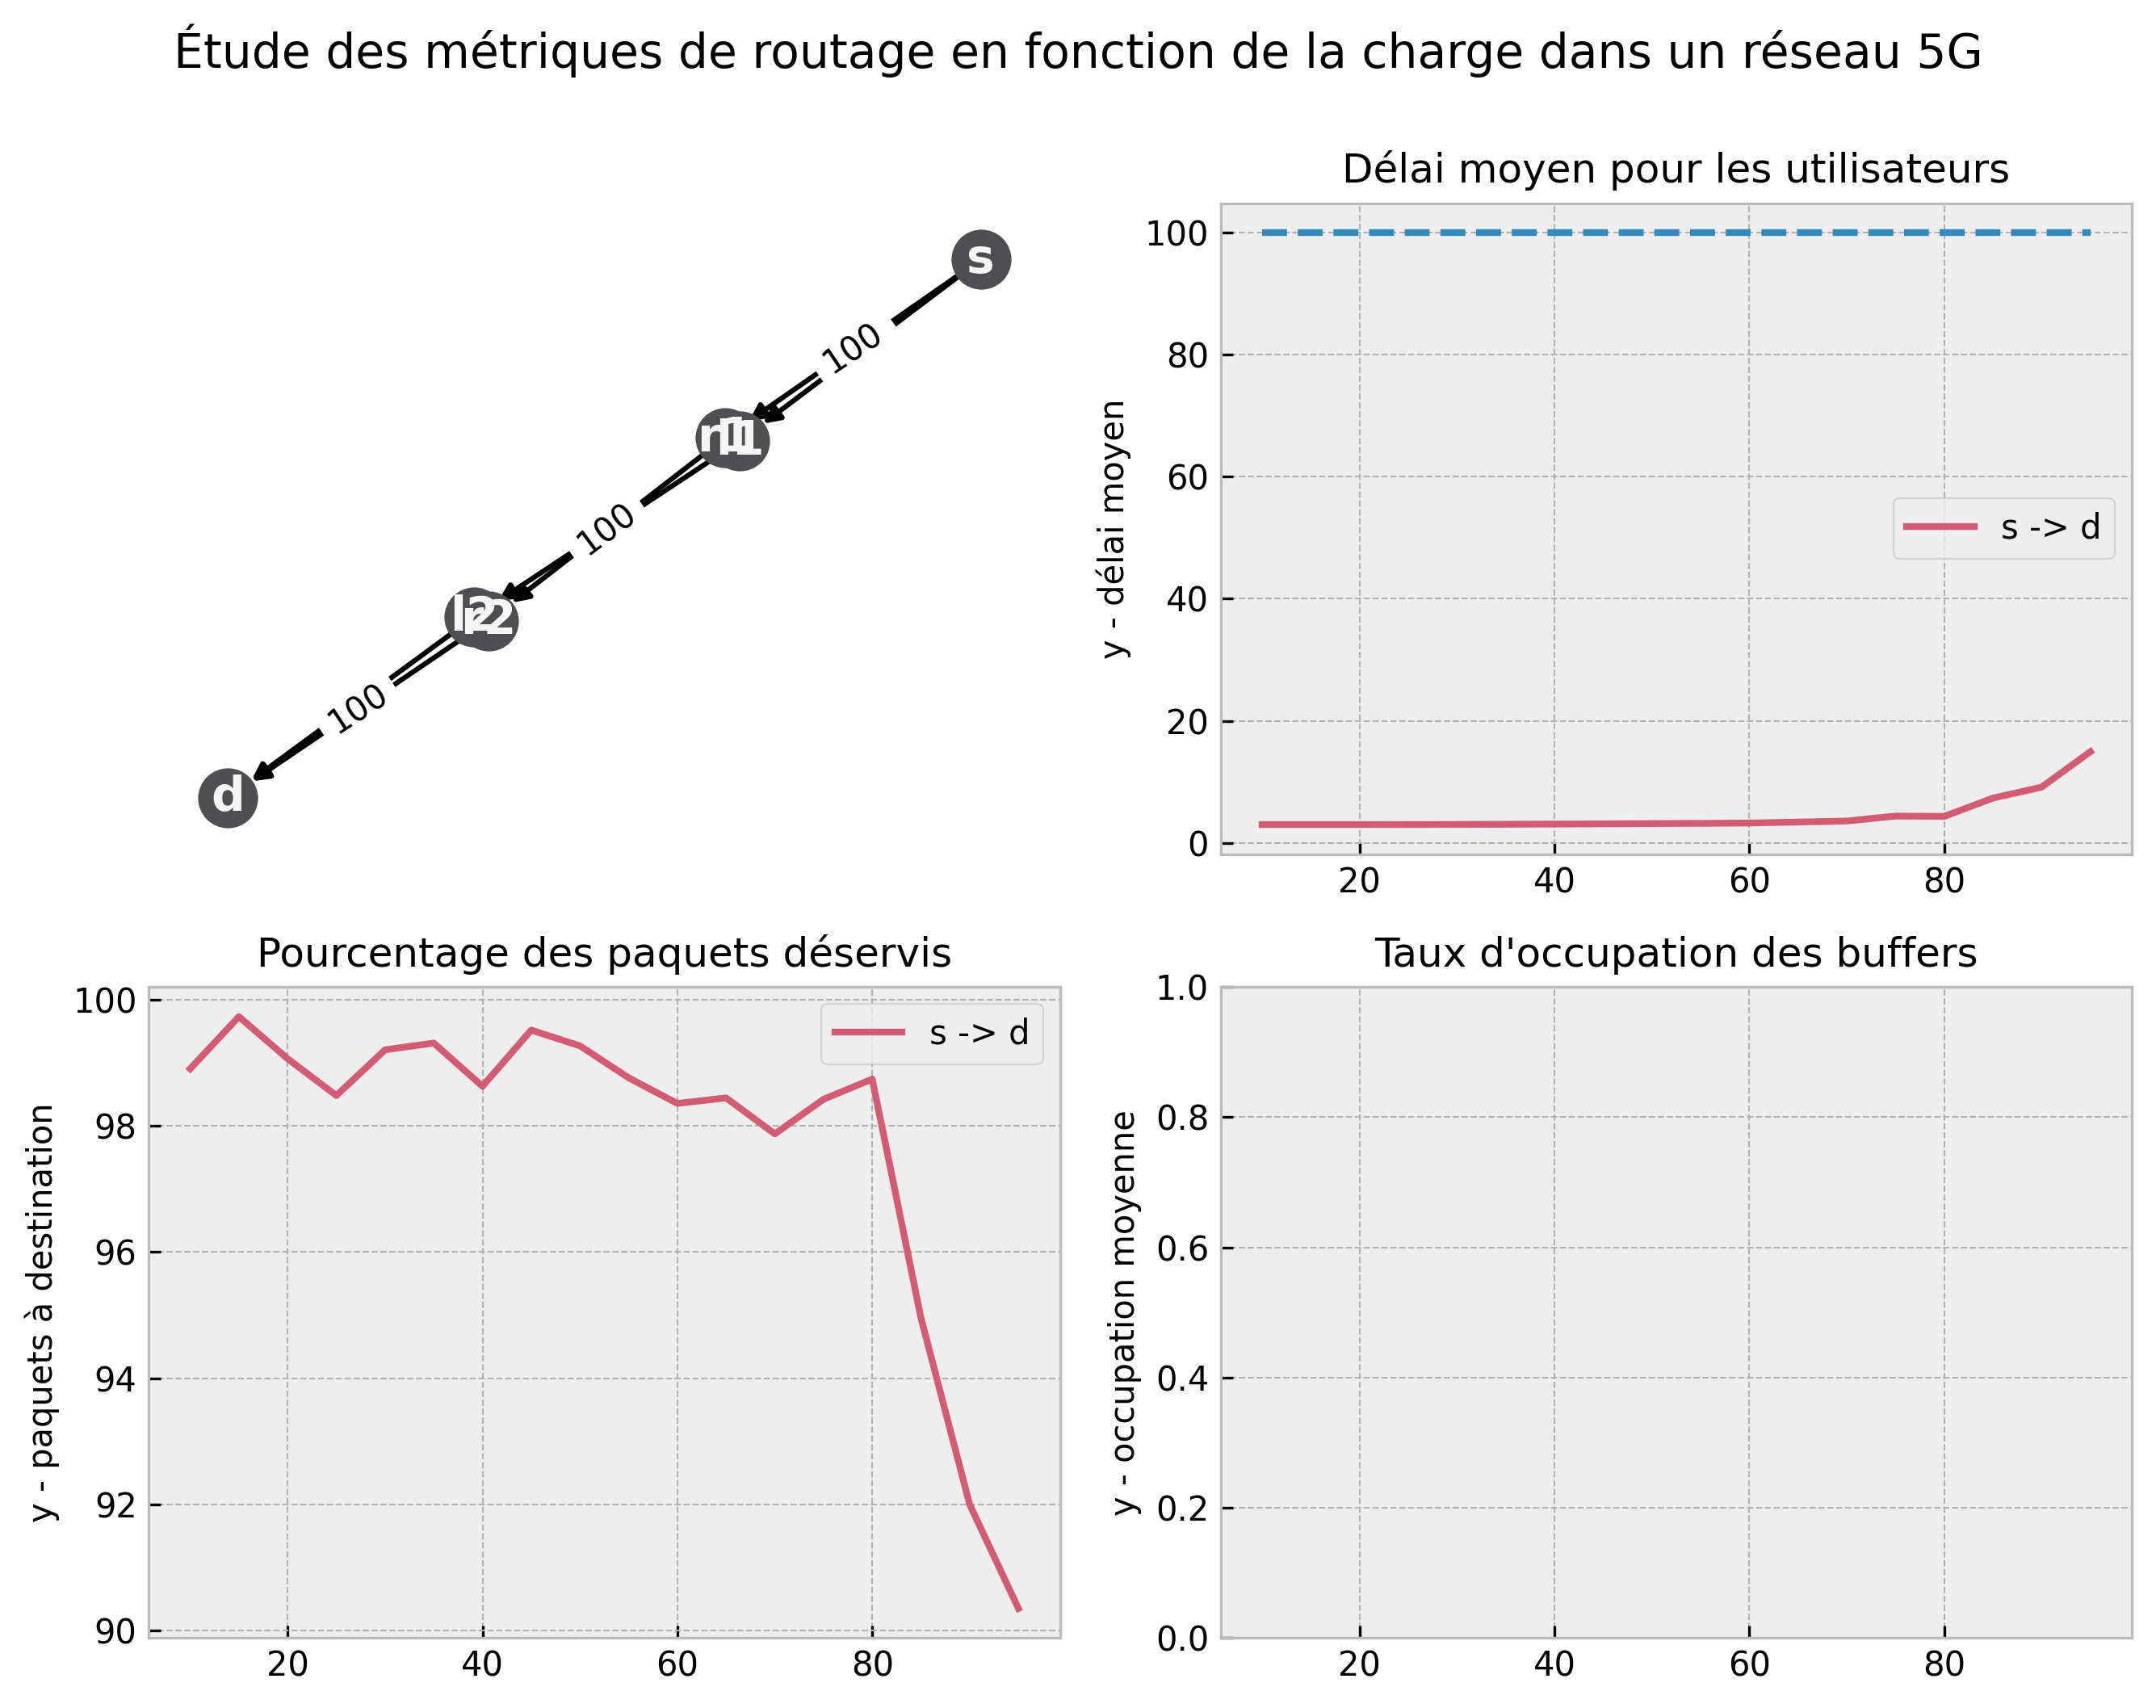 Étude des métriques de routage en fonction de la charge dans un réseau 5G
s
100
100
100
d
Délai moyen pour les utilisateurs
y - délai moyen
100
80
60
40
20
0
s -> d
20 40 60 80
Pourcentage des paquets déservis
y - paquets à destination
100
98
96
94
92
90
s -> d
20 40 60 80
Taux d'occupation des buffers
y - occupation moyenne
1.0
0.8
0.6
0.4
0.2
0.0
20 40 60 80